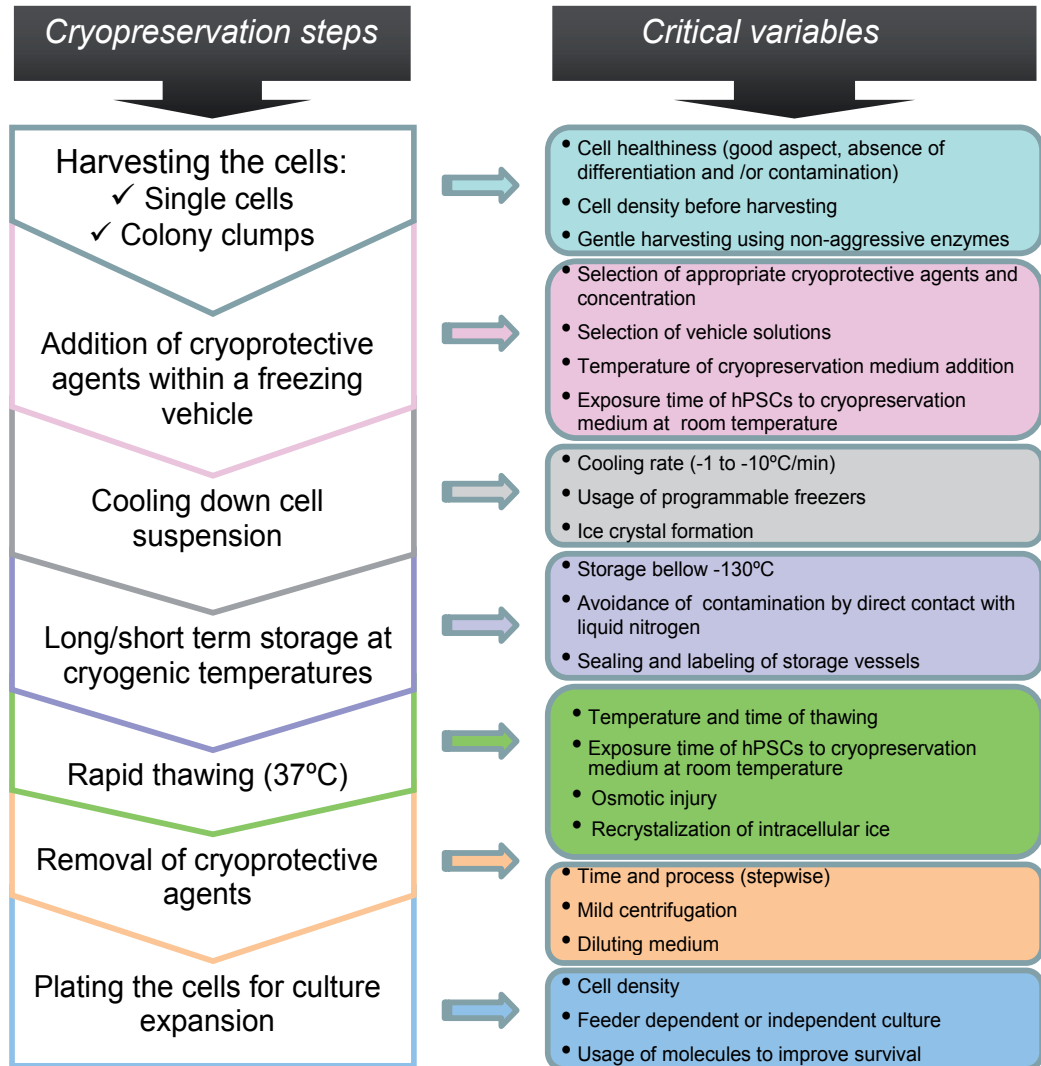 Cryopreservation steps
Critical variables
Harvesting the cells:
✓ Single cells
✓ Colony clumps
• Cell healthiness (good aspect, absence of
differentiation and /or contamination)
• Cell density before harvesting
• Gentle harvesting using non-aggressive enzymes
Addition of cryoprotective
agents within a freezing
vehicle
• Selection of appropriate cryoprotective agents and
concentration
• Selection of vehicle solutions
• Temperature of cryopreservation medium addition
• Exposure time of hPSCs to cryopreservation
medium at room temperature
Cooling down cell
suspension
• Cooling rate (-1 to -10ºC/min)
• Usage of programmable freezers
• Ice crystal formation
Long/short term storage at
cryogenic temperatures
• Storage bellow -130ºC
• Avoidance of contamination by direct contact with
liquid nitrogen
• Sealing and labeling of storage vessels
Rapid thawing (37ºC)
• Temperature and time of thawing
• Exposure time of hPSCs to cryopreservation
medium at room temperature
• Osmotic injury
• Recrystalization of intracellular ice
Removal of cryoprotective
agents
• Time and process (stepwise)
• Mild centrifugation
• Diluting medium
Plating the cells for culture
expansion
• Cell density
• Feeder dependent or independent culture
• Usage of molecules to improve survival